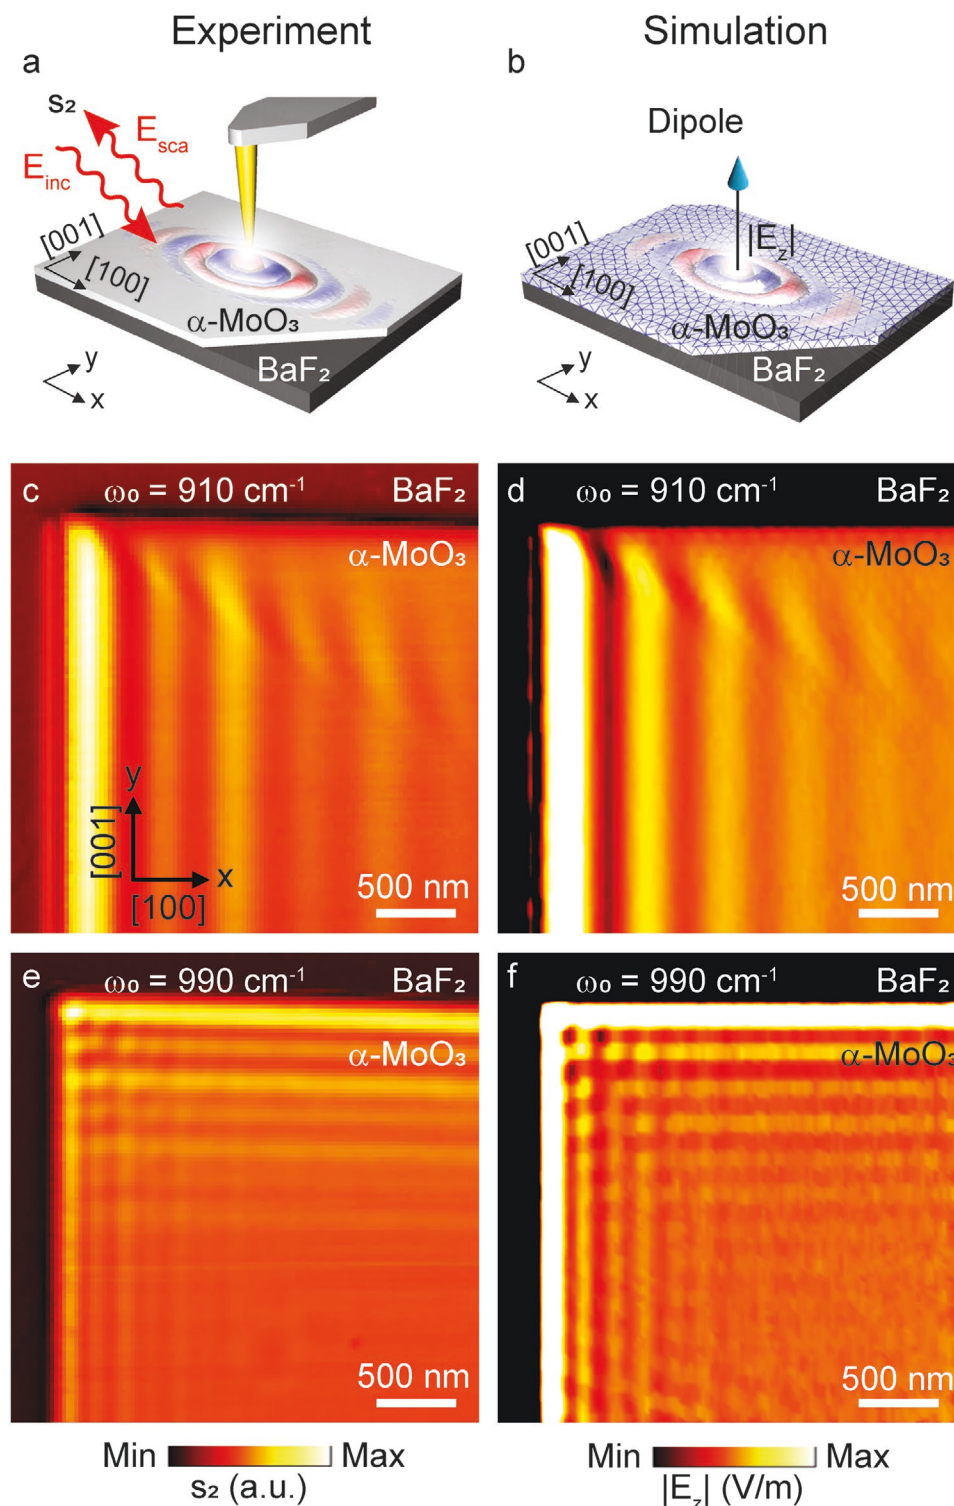 Experiment
Simulation
a
s₂
E_sca
E_inc
[001]
[100]
α-MoO₃
BaF₂
y
x
b
Dipole
|E_z|
[001]
[100]
α-MoO₃
BaF₂
y
x
c ω₀ = 910 cm⁻¹ BaF₂
α-MoO₃
y
[001]
x
[100]
500 nm
d ω₀ = 910 cm⁻¹ BaF₂
α-MoO₃
500 nm
e ω₀ = 990 cm⁻¹ BaF₂
α-MoO₃
500 nm
f ω₀ = 990 cm⁻¹ BaF₂
α-MoO₃
500 nm
Min Max
s₂ (a.u.)
Min Max
|E_z| (V/m)